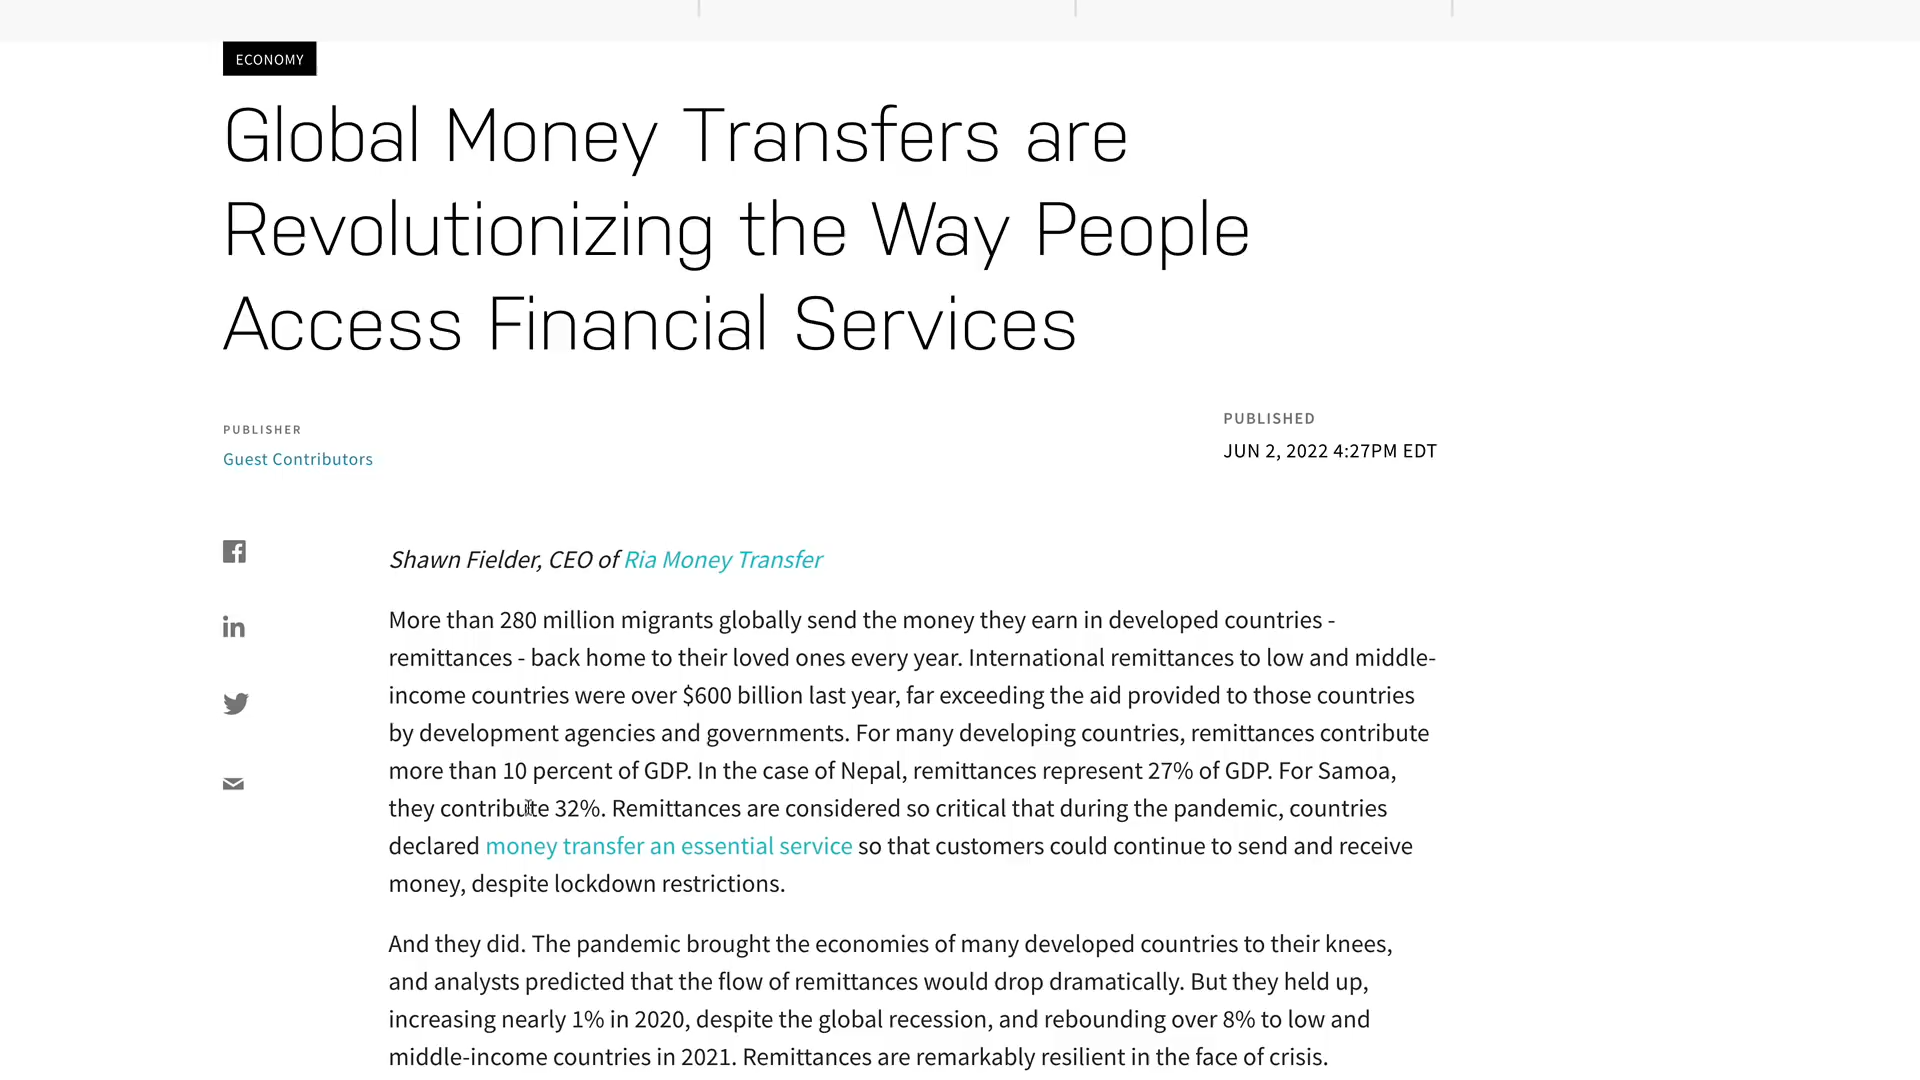 ECONOMY
Global Money Transfers are
Revolutionizing the Way People
Access Financial Services
PUBLISHER
Guest Contributors
PUBLISHED
JUN 2, 2022 4:27PM EDT
Shawn Fielder, CEO of Ria Money Transfer
More than 280 million migrants globally send the money they earn in developed countries -
remittances - back home to their loved ones every year. International remittances to low and middle-
income countries were over $600 billion last year, far exceeding the aid provided to those countries
by development agencies and governments. For many developing countries, remittances contribute
more than 10 percent of GDP. In the case of Nepal, remittances represent 27% of GDP. For Samoa,
they contribute 32%. Remittances are considered so critical that during the pandemic, countries
declared money transfer an essential service so that customers could continue to send and receive
money, despite lockdown restrictions.
And they did. The pandemic brought the economies of many developed countries to their knees,
and analysts predicted that the flow of remittances would drop dramatically. But they held up,
increasing nearly 1% in 2020, despite the global recession, and rebounding over 8% to low and
middle-income countries in 2021. Remittances are remarkably resilient in the face of crisis.